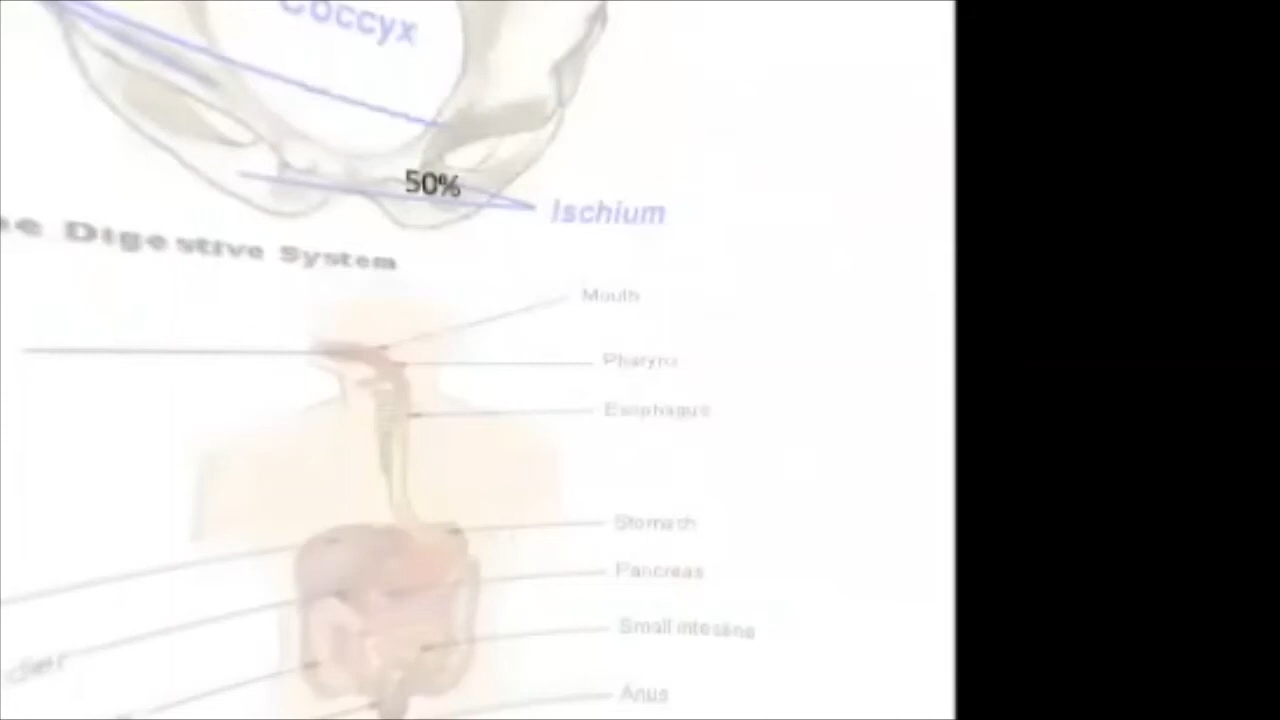 Coccyx
50%
Ischium
Digestive System
Mouth
Pharynx
Esophagus
Stomach
Pancreas
Small intestine
Anus